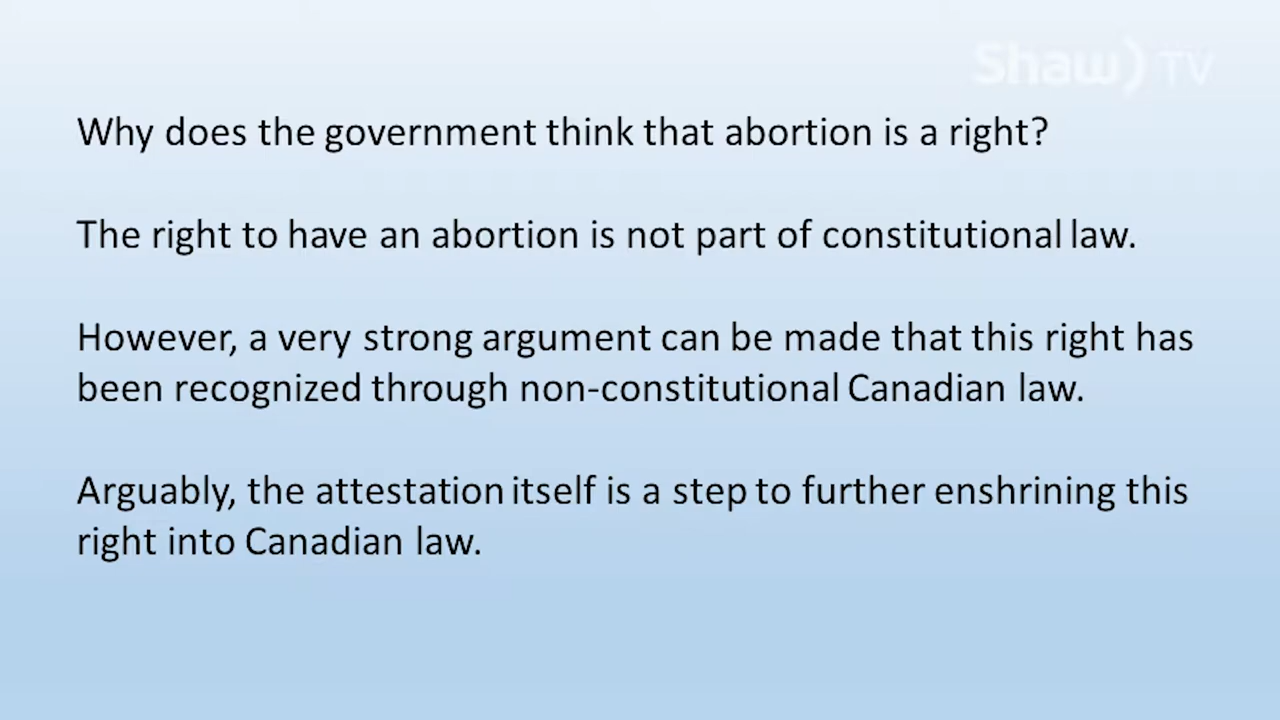 Shaw) TV
Why does the government think that abortion is a right?
The right to have an abortion is not part of constitutional law.
However, a very strong argument can be made that this right has
been recognized through non-constitutional Canadian law.
Arguably, the attestation itself is a step to further enshrining this
right into Canadian law.